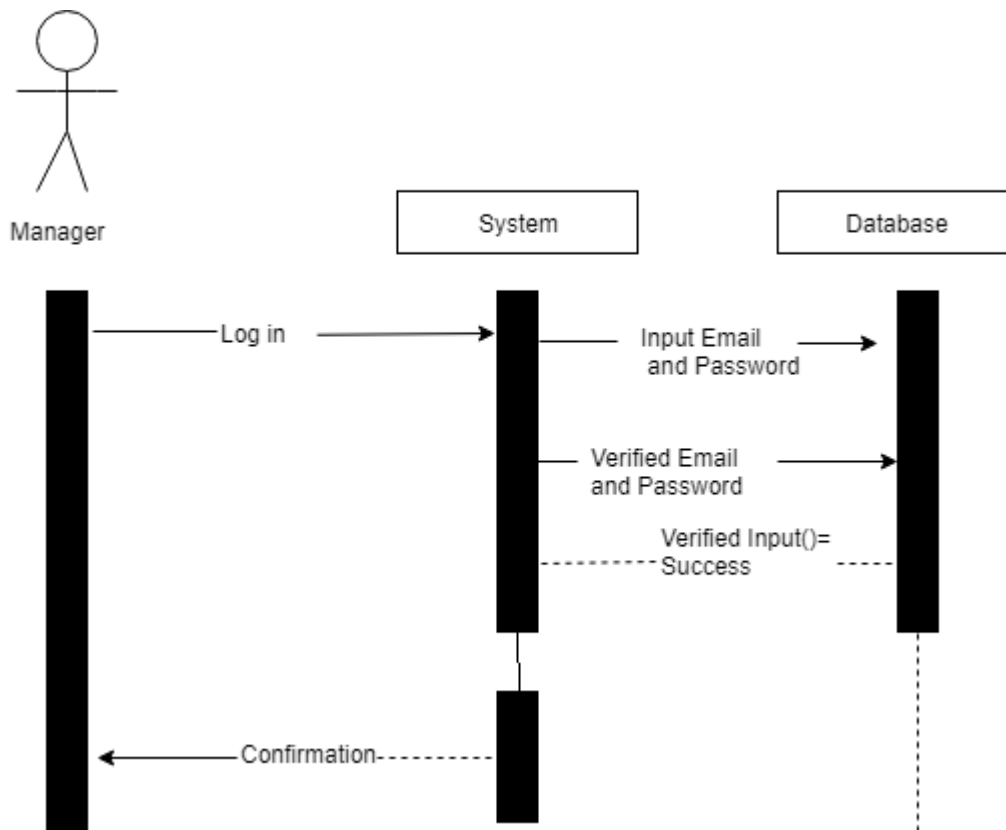 Manager
System
Database
Log in
Input Email
and Password
Verified Email
and Password
Verified Input()=
Success
Confirmation